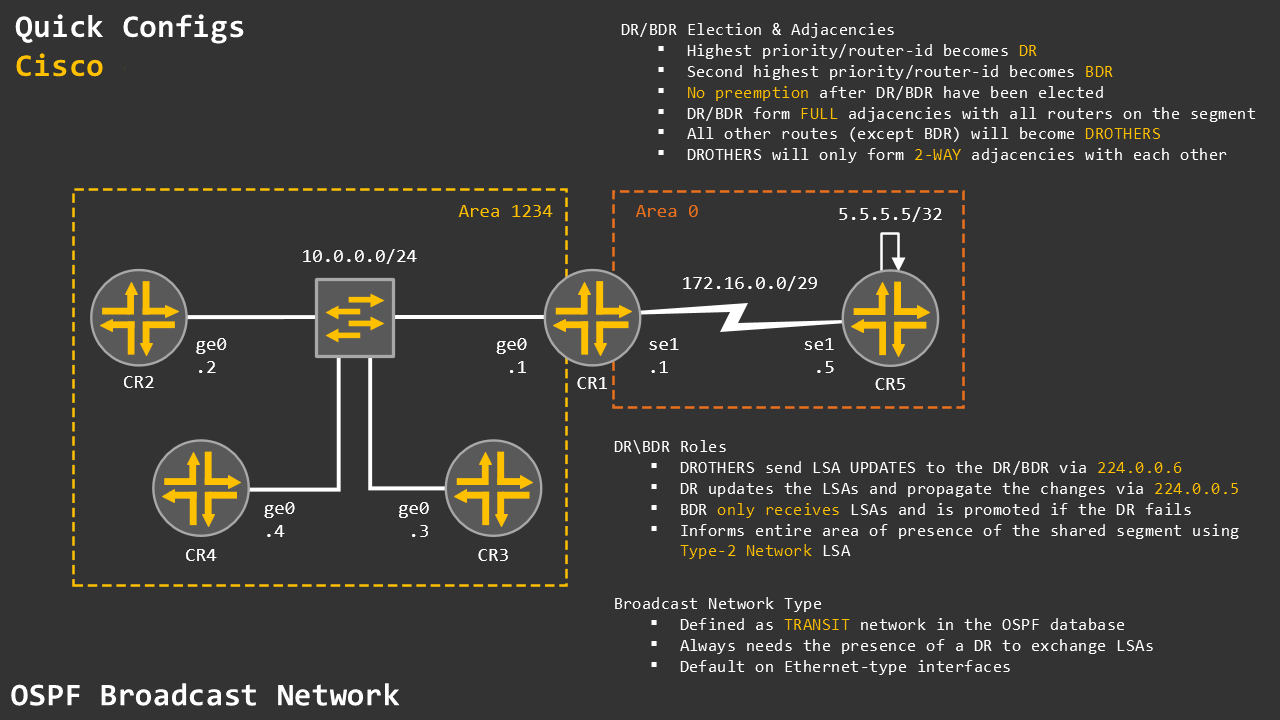 Quick Configs
Cisco
DR/BDR Election & Adjacencies
▪ Highest priority/router-id becomes DR
▪ Second highest priority/router-id becomes BDR
▪ No preemption after DR/BDR have been elected
▪ DR/BDR form FULL adjacencies with all routers on the segment
▪ All other routes (except BDR) will become DROTHERS
▪ DROTHERS will only form 2-WAY adjacencies with each other
Area 1234
10.0.0.0/24
CR2
ge0
.2
ge0
.1
CR1
CR4
ge0
.4
ge0
.3
CR3
Area 0
5.5.5.5/32
172.16.0.0/29
se1
.1
se1
.5
CR5
DR\BDR Roles
▪ DROTHERS send LSA UPDATES to the DR/BDR via 224.0.0.6
▪ DR updates the LSAs and propagate the changes via 224.0.0.5
▪ BDR only receives LSAs and is promoted if the DR fails
▪ Informs entire area of presence of the shared segment using
Type-2 Network LSA
Broadcast Network Type
▪ Defined as TRANSIT network in the OSPF database
▪ Always needs the presence of a DR to exchange LSAs
▪ Default on Ethernet-type interfaces
OSPF Broadcast Network